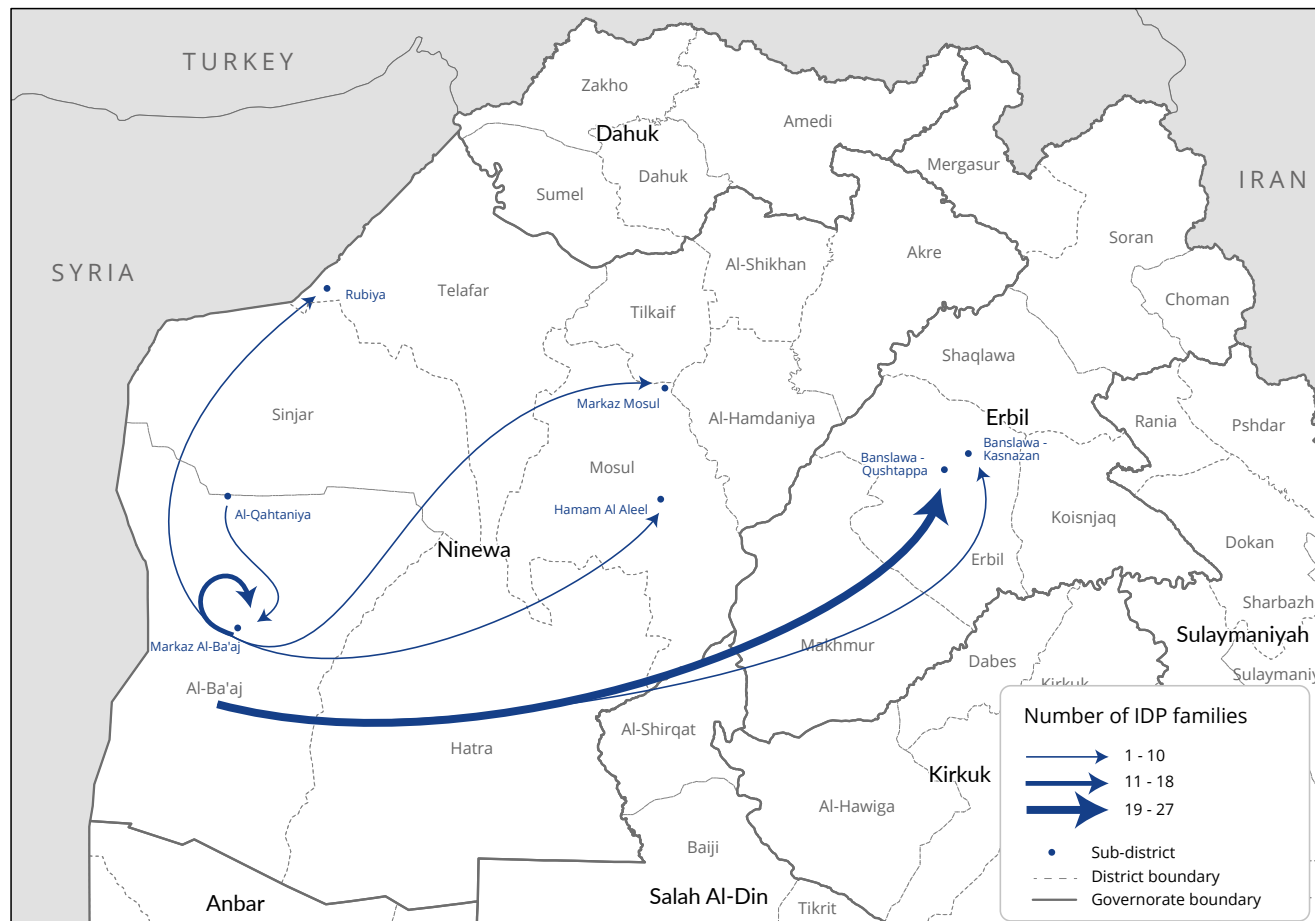 TURKEY
Zakho
Amedi
Dahuk
Mergasur
IRAN
Dahuk
Sumel
Soran
Akre
Al-Shikhan
SYRIA
Telafar
Rubiya
Choman
Tilkaif
Shaqlawa
Markaz Mosul
Sinjar
Al-Hamdaniya
Erbil
Rania
Pshdar
Banslawa -
Kasnazan
Banslawa -
Qushtappa
Mosul
Hamam Al Aleel
Al-Qahtaniya
Koisnjaq
Ninewa
Dokan
Erbil
Sharbazh
Sulaymaniyah
Markaz Al-Ba'aj
Makhmur
Dabes
Sulaymaniy
Kirkuk
Al-Ba'aj
Al-Shirqat
Hatra
Kirkuk
Al-Hawiga
Baiji
Anbar
Salah Al-Din
Tikrit
Number of IDP families
1 - 10
11 - 18
19 - 27
Sub-district
District boundary
Governorate boundary